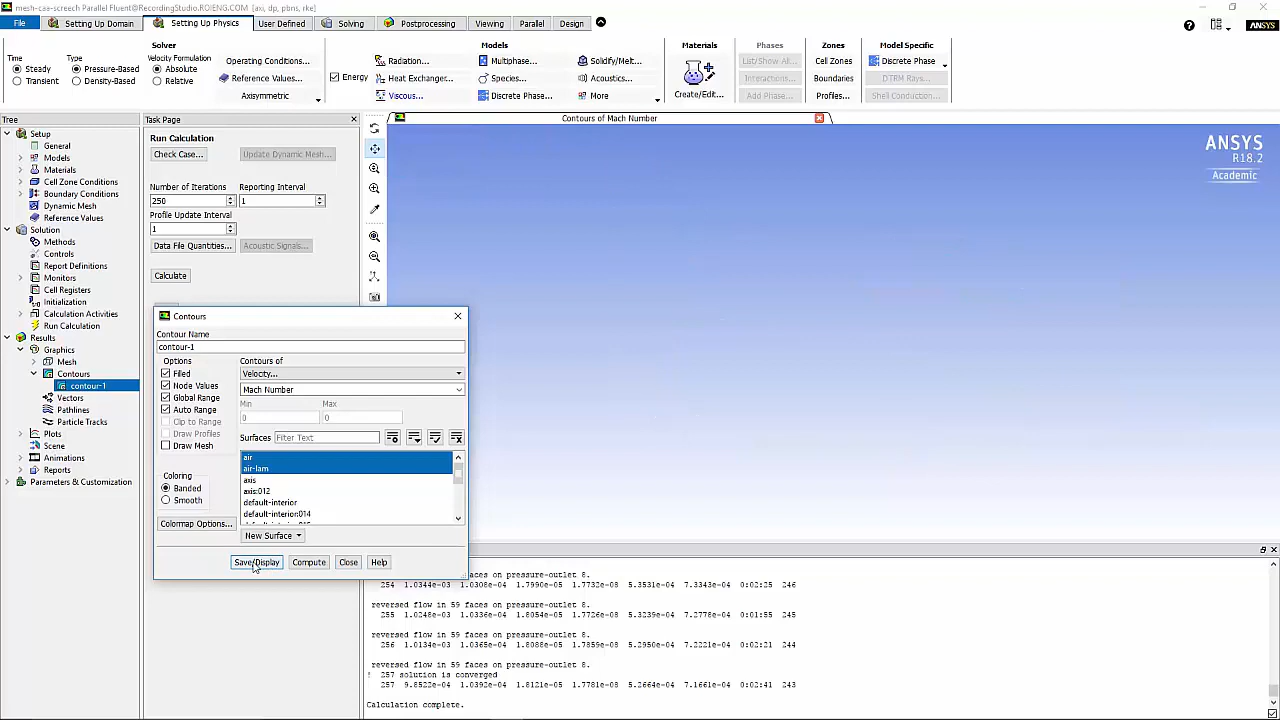 mesh-caa-screech Parallel Fluent@RecordingStudio.ROIENG.COM [axi, dp, pbns, rke]
File
Setting Up Domain
Setting Up Physics
User Defined
Solving
Postprocessing
Viewing
Parallel
Design
ANSYS
Solver
Time
Steady
Transient
Type
Pressure-Based
Density-Based
Velocity Formulation
Absolute
Relative
Operating Conditions...
Reference Values...
Axisymmetric
Models
Energy
Radiation...
Heat Exchanger...
Viscous...
Multiphase...
Species...
Discrete Phase...
Solidify/Melt...
Acoustics...
More
Materials
Create/Edit...
Phases
List/Show All...
Interactions...
Add Phase...
Zones
Cell Zones
Boundaries
Profiles...
Model Specific
Discrete Phase
DTRM Rays...
Shell Conduction...
Tree
Setup
General
Models
Materials
Cell Zone Conditions
Boundary Conditions
Dynamic Mesh
Reference Values
Solution
Methods
Controls
Report Definitions
Monitors
Cell Registers
Initialization
Calculation Activities
Run Calculation
Results
Graphics
Mesh
Contours
contour-1
Vectors
Pathlines
Particle Tracks
Plots
Scene
Animations
Reports
Parameters & Customization
Task Page
Run Calculation
Check Case...
Update Dynamic Mesh...
Number of Iterations
250
Reporting Interval
1
Profile Update Interval
1
Data File Quantities...
Acoustic Signals...
Calculate
Contours of Mach Number
ANSYS
R18.2
Academic
Contours
Contour Name
contour-1
Options
Filled
Node Values
Global Range
Auto Range
Clip to Range
Draw Profiles
Draw Mesh
Coloring
Banded
Smooth
Colormap Options...
Contours of
Velocity...
Mach Number
Min
Max
0
0
Surfaces
Filter Text
air
air-lam
axis
axis:012
default-interior
default-interior:014
New Surface
Save/Display
Compute
Close
Help
aces on pressure-outlet 8.
254 1.0344e-03 1.0308e-04 1.7990e-05 1.7732e-08 5.3531e-04 7.3343e-04 0:02:25 246
reversed flow in 59 faces on pressure-outlet 8.
255 1.0248e-03 1.0336e-04 1.8054e-05 1.7726e-08 5.3239e-04 7.2778e-04 0:01:55 245
reversed flow in 59 faces on pressure-outlet 8.
256 1.0134e-03 1.0365e-04 1.8088e-05 1.7859e-08 5.2950e-04 7.2221e-04 0:02:21 244
reversed flow in 59 faces on pressure-outlet 8.
! 257 solution is converged
257 9.8522e-04 1.0392e-04 1.8121e-05 1.7781e-08 5.2664e-04 7.1661e-04 0:02:41 243
Calculation complete.